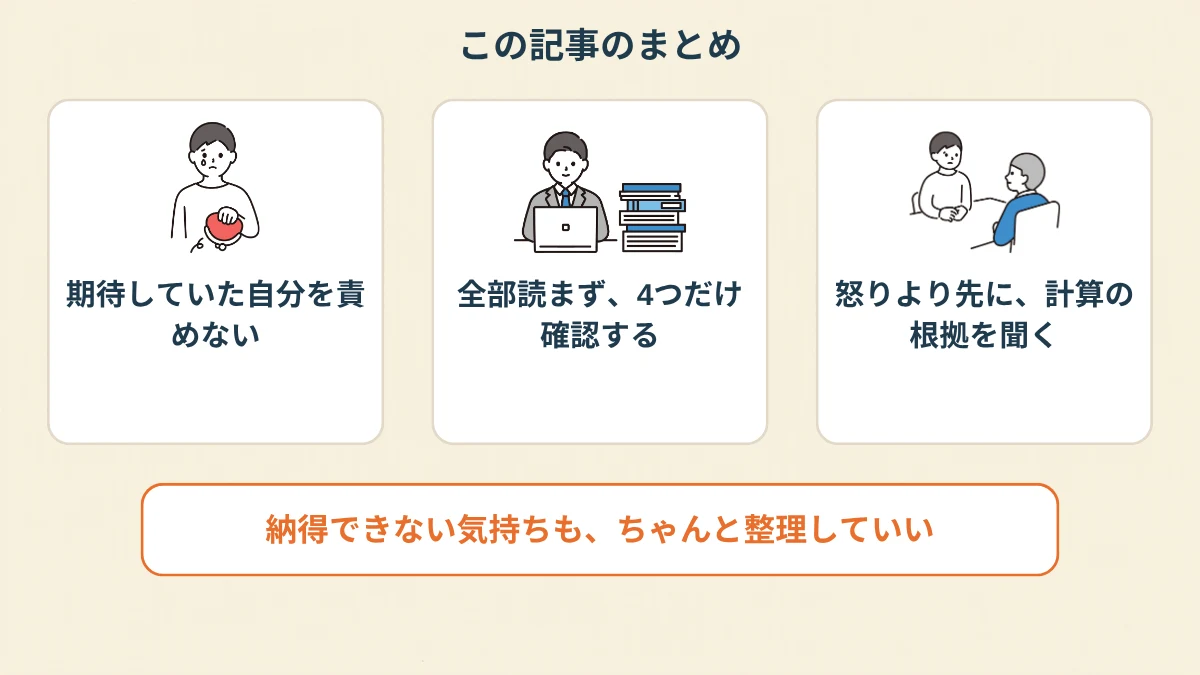 この記事のまとめ
期待していた自分を責
めない
全部読まず、4つだけ
確認する
怒りより先に、計算の
根拠を聞く
納得できない気持ちも、ちゃんと整理していい